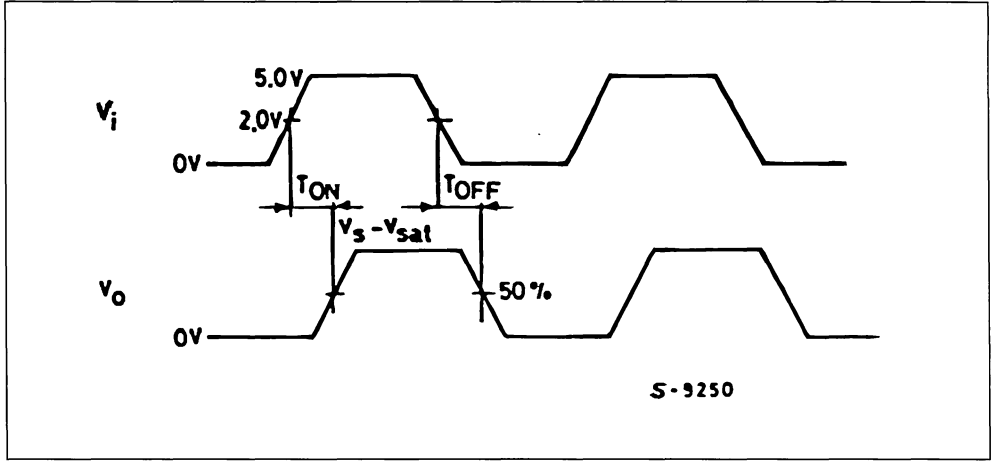 5.0V
Vi
2.0V
0V
TON
TOFF
Vs-Vsat
Vo
50%
0V
S-9250